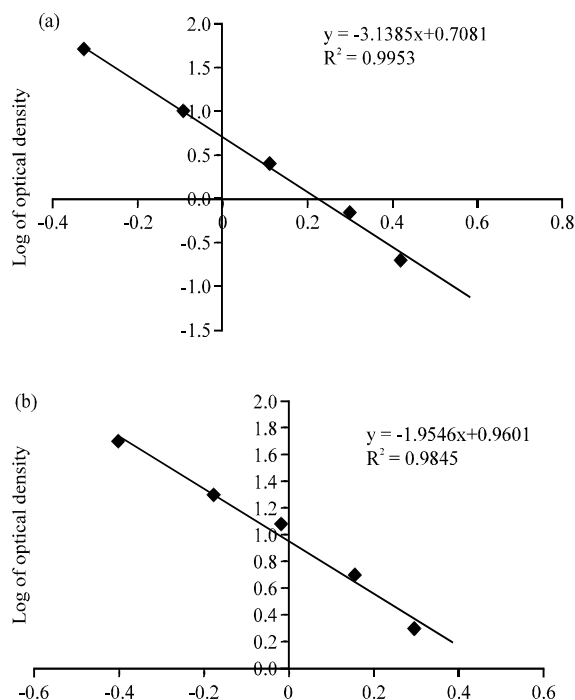 (a)
y = -3.1385x+0.7081
R² = 0.9953
Log of optical density
2.0
1.5
1.0
0.5
0.0
-0.5
-1.0
-1.5
-0.4 -0.2 0 0.2 0.4 0.6 0.8
(b)
y = -1.9546x+0.9601
R² = 0.9845
Log of optical density
2.0
1.8
1.6
1.4
1.2
1.0
0.8
0.6
0.4
0.2
0.0
-0.6 -0.4 -0.2 0 0.2 0.4 0.6